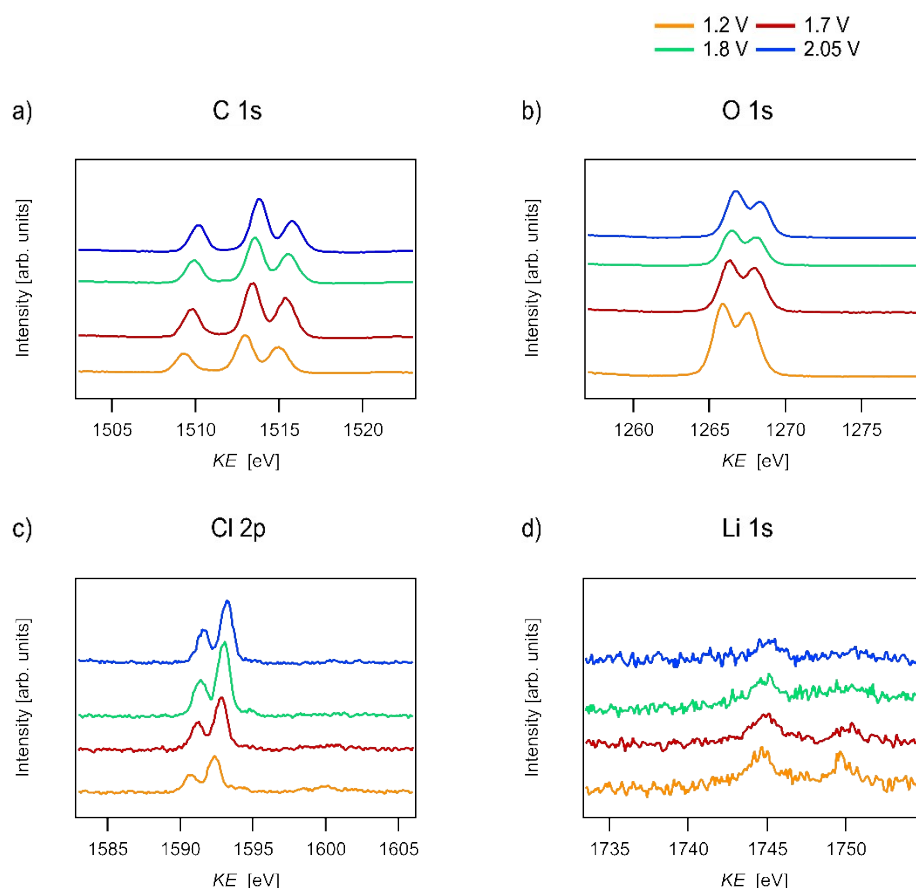 1.2 V 1.7 V
1.8 V 2.05 V
a) C 1s
Intensity [arb. units]
1505 1510 1515 1520
KE [eV]
b) O 1s
Intensity [arb. units]
1260 1265 1270 1275
KE [eV]
c) Cl 2p
Intensity [arb. units]
1585 1590 1595 1600 1605
KE [eV]
d) Li 1s
Intensity [arb. units]
1735 1740 1745 1750
KE [eV]